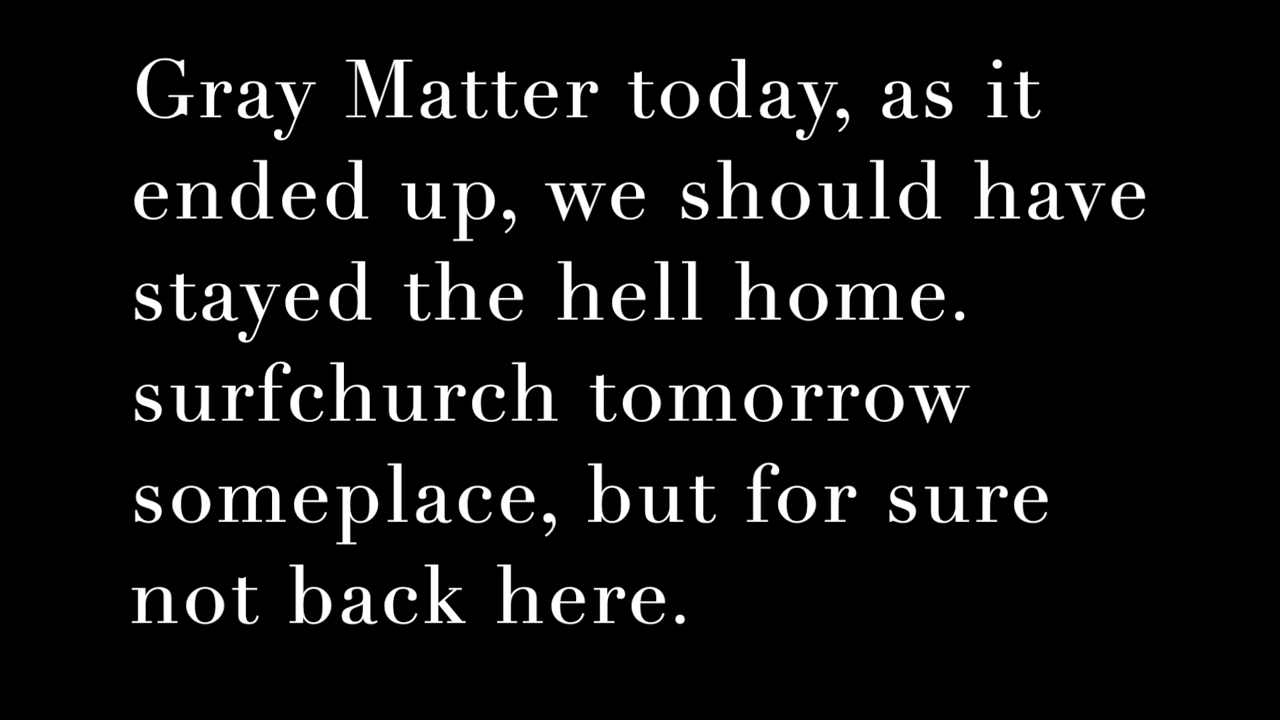 Gray Matter today, as it
ended up, we should have
stayed the hell home.
surfchurch tomorrow
someplace, but for sure
not back here.